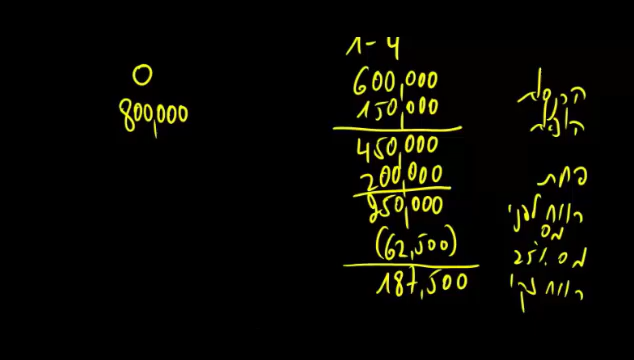 1-4
0 600,000 הכנסות
800,000 150,000 הוצאות
450,000
200,000 פחת
250,000 רווח לפני
מס
(62,500) מס 25%
187,500 רווח נקי